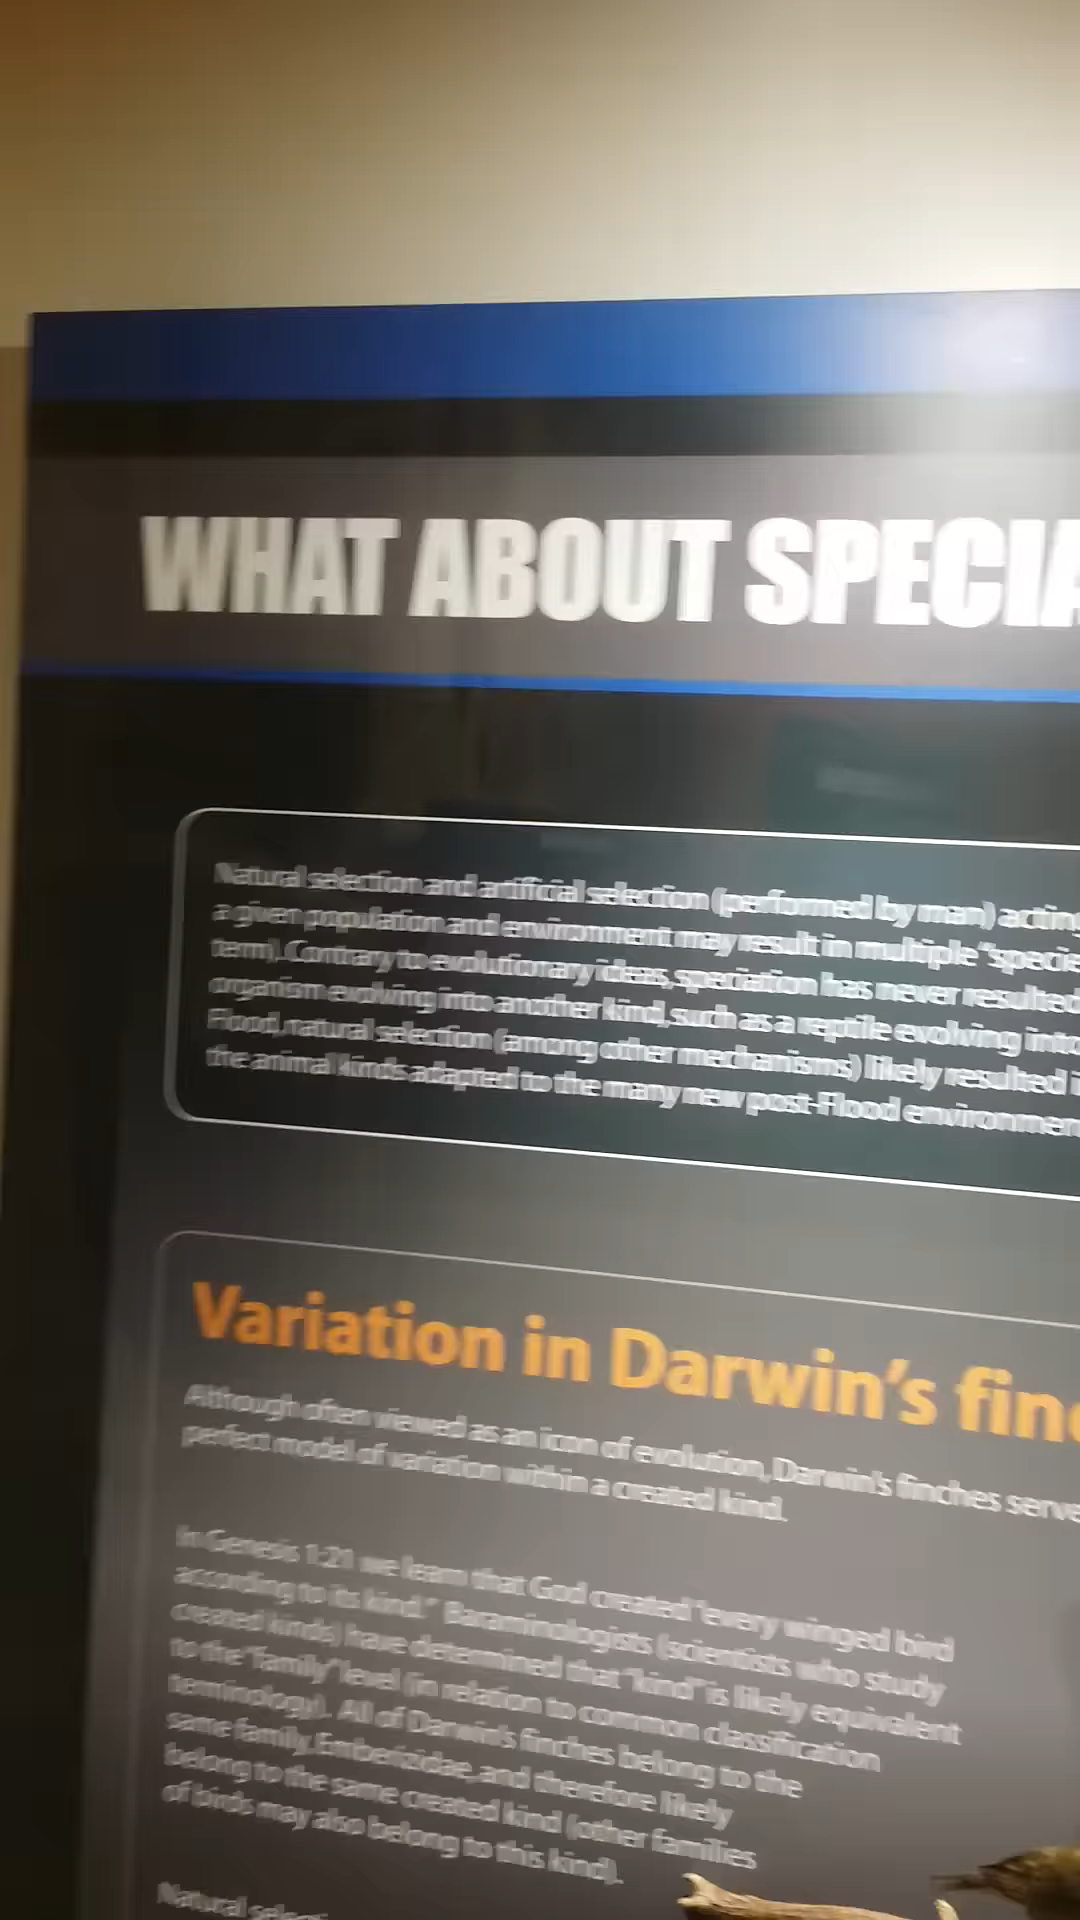 WHAT ABOUT SPECIA
Natural selection and artificial selection (performed by man) acting
a given population and environment may result in multiple "specie
term). Contrary to evolutionary ideas, speciation has never resulted
organism evolving into another kind, such as a reptile evolving into
Flood, natural selection (among other mechanisms) likely resulted i
the animal kinds adapted to the many new post-Flood environmen
Variation in Darwin's finc
Although often viewed as an icon of evolution, Darwin's finches serve
perfect model of variation within a created kind.
In Genesis 1:21 we learn that God created "every winged bird
according to its kind." Baraminologists (scientists who study
created kinds) have determined that "kind" is likely equivalent
to the "family" level (in relation to common classification
terminology). All of Darwin's finches belong to the
same family, Emberizidae, and therefore likely
belong to the same created kind (other families
of birds may also belong to this kind).
Natural selecti